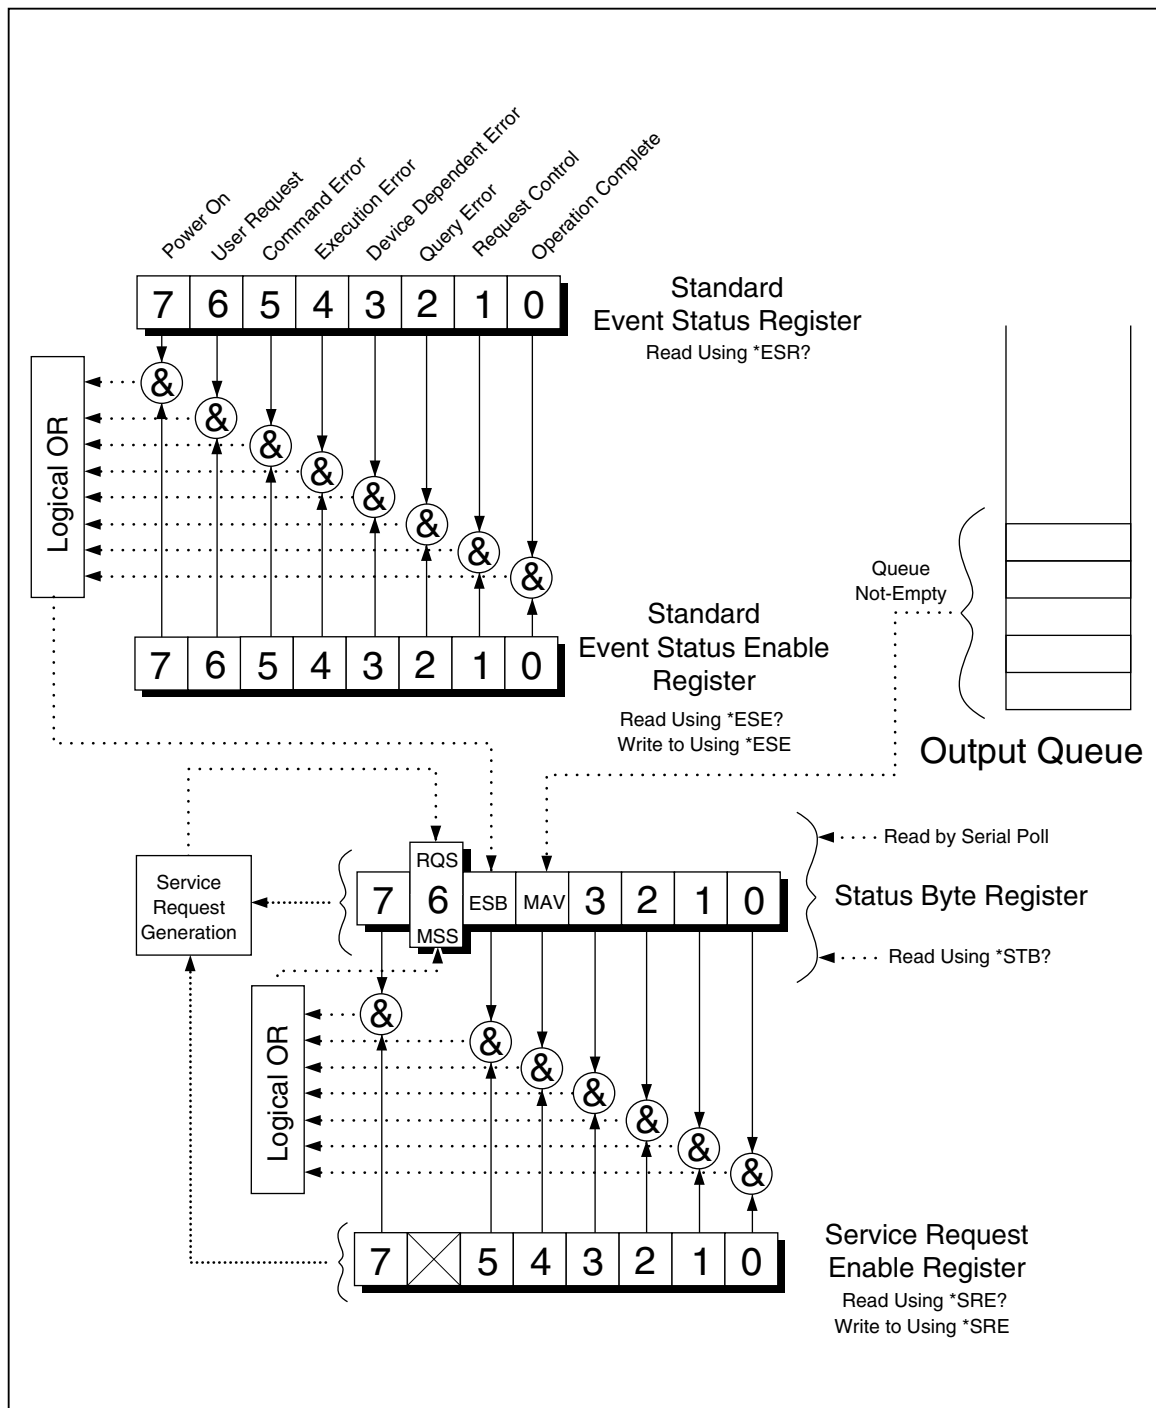 Power On
User Request
Command Error
Execution Error
Device Dependent Error
Query Error
Request Control
Operation Complete
7 6 5 4 3 2 1 0
Standard
Event Status Register
Read Using *ESR?
&
&
&
&
&
&
&
&
Logical OR
7 6 5 4 3 2 1 0
Standard
Event Status Enable
Register
Read Using *ESE?
Write to Using *ESE
Queue
Not-Empty
Output Queue
Service
Request
Generation
RQS
7 6 ESB MAV 3 2 1 0
MSS
Read by Serial Poll
Status Byte Register
Read Using *STB?
&
&
&
&
&
&
&
Logical OR
7 5 4 3 2 1 0
Service Request
Enable Register
Read Using *SRE?
Write to Using *SRE